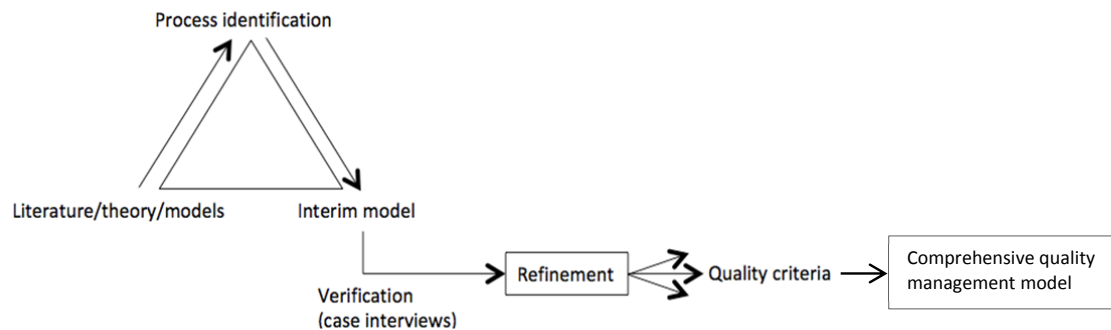 Process identification
Literature/theory/models
Interim model
Verification
(case interviews)
Refinement
Quality criteria
Comprehensive quality
management model